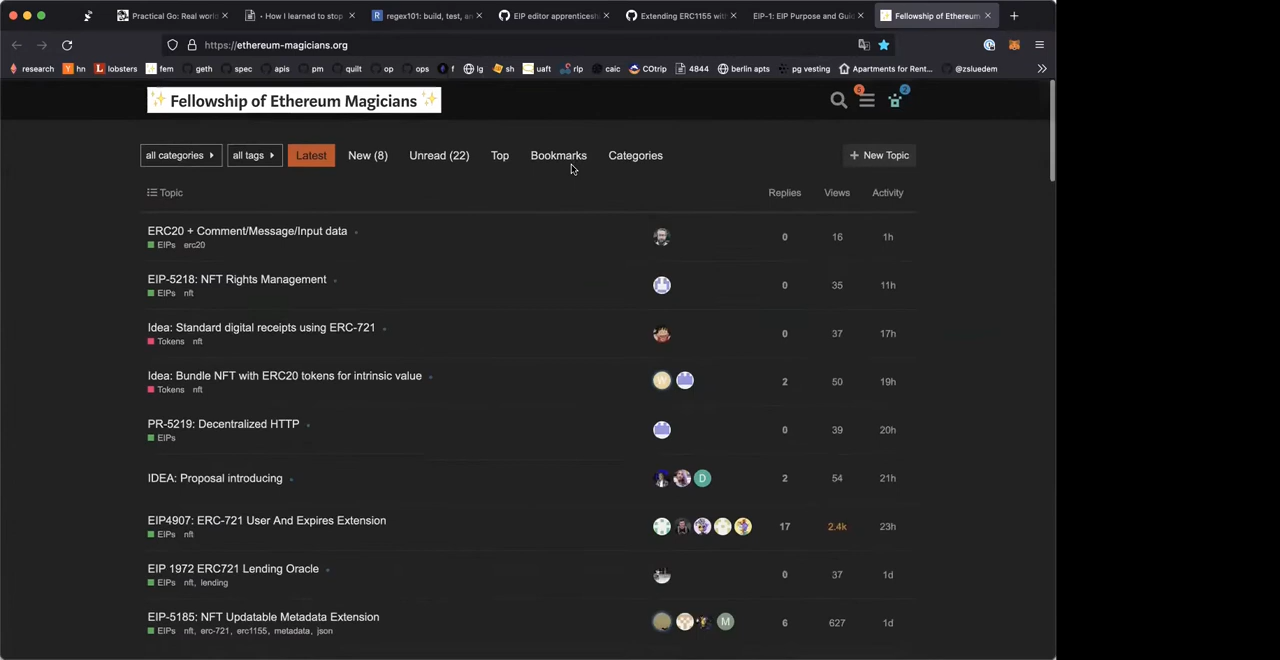 Practical Go: Real worl
· How I learned to stop
regex101: build, test, an
EIP editor apprenticeshi
Extending ERC1155 wit
EIP-1: EIP Purpose and Gui
Fellowship of Ethereum
https://ethereum-magicians.org
research hn lobsters fem geth spec apis pm quilt op ops f lg sh uaft rlp caic COtrip 4844 berlin apts pg vesting Apartments for Rent... @zsluedem
Fellowship of Ethereum Magicians
5
2
all categories
all tags
Latest
New (8)
Unread (22)
Top
Bookmarks
Categories
New Topic
Topic Replies Views Activity
ERC20 + Comment/Message/Input data
EIPs erc20
0 16 1h
EIP-5218: NFT Rights Management
EIPs nft
0 35 11h
Idea: Standard digital receipts using ERC-721
Tokens nft
0 37 17h
Idea: Bundle NFT with ERC20 tokens for intrinsic value
Tokens nft
2 50 19h
PR-5219: Decentralized HTTP
EIPs
0 39 20h
IDEA: Proposal introducing
D
2 54 21h
EIP4907: ERC-721 User And Expires Extension
EIPs nft
17 2.4k 23h
EIP 1972 ERC721 Lending Oracle
EIPs nft, lending
0 37 1d
EIP-5185: NFT Updatable Metadata Extension
EIPs nft, erc-721, erc1155, metadata, json
M
6 627 1d